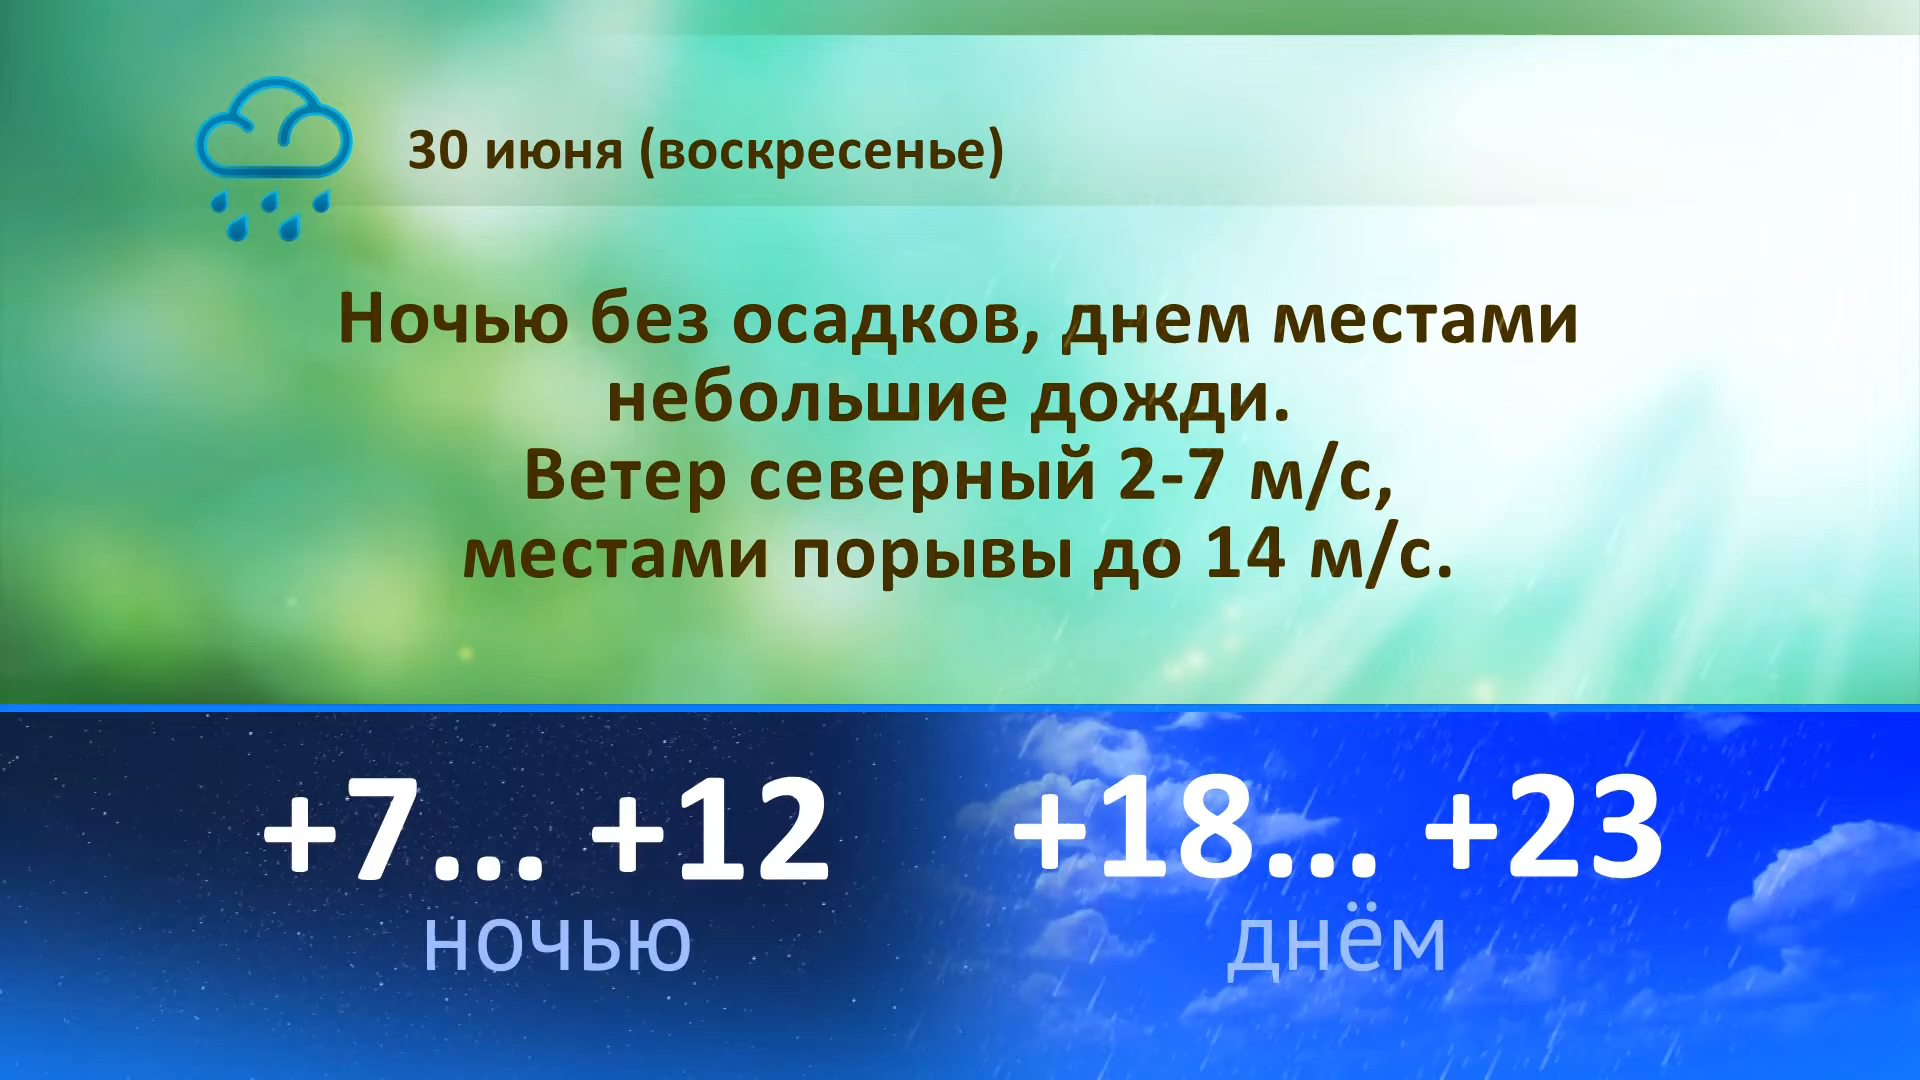 30 июня (воскресенье)
Ночью без осадков, днем местами
небольшие дожди.
Ветер северный 2-7 м/с,
местами порывы до 14 м/с.
+7... +12
ночью
+18... +23
днём